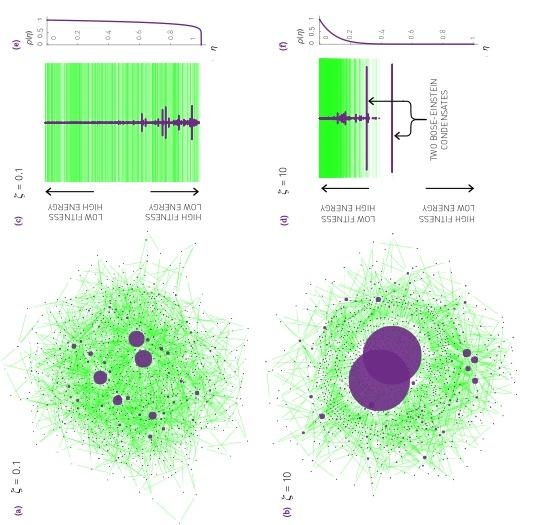 (a)
ξ = 0.1
(b)
ξ = 10
(c)
ξ = 0.1
LOW FITNESS
HIGH ENERGY
HIGH FITNESS
LOW ENERGY
(d)
ξ = 10
LOW FITNESS
HIGH ENERGY
HIGH FITNESS
LOW ENERGY
TWO BOSE-EINSTEIN
CONDENSATES
(e)
ρ(η)
1
0.5
0
0 0.2 0.4 0.6 0.8 1
η
(f)
ρ(η)
1
0.5
0
0 0.2 0.4 0.6 0.8 1
η